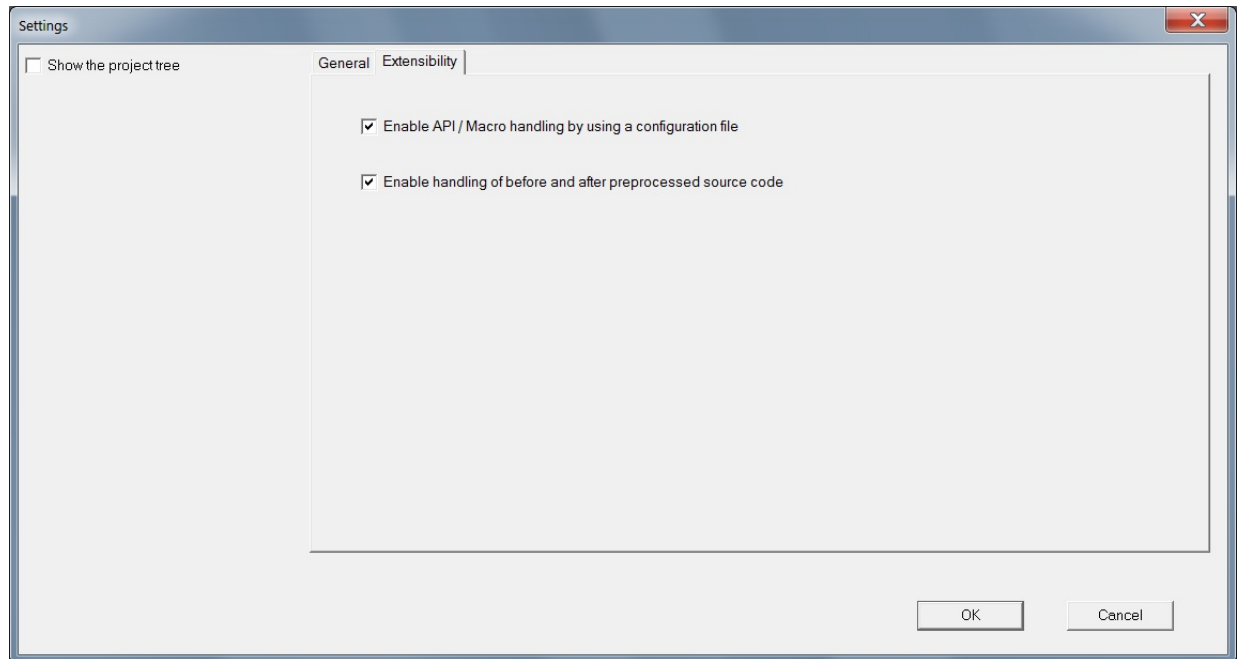 Settings
Show the project tree
General Extensibility
Enable API / Macro handling by using a configuration file
Enable handling of before and after preprocessed source code
OK Cancel